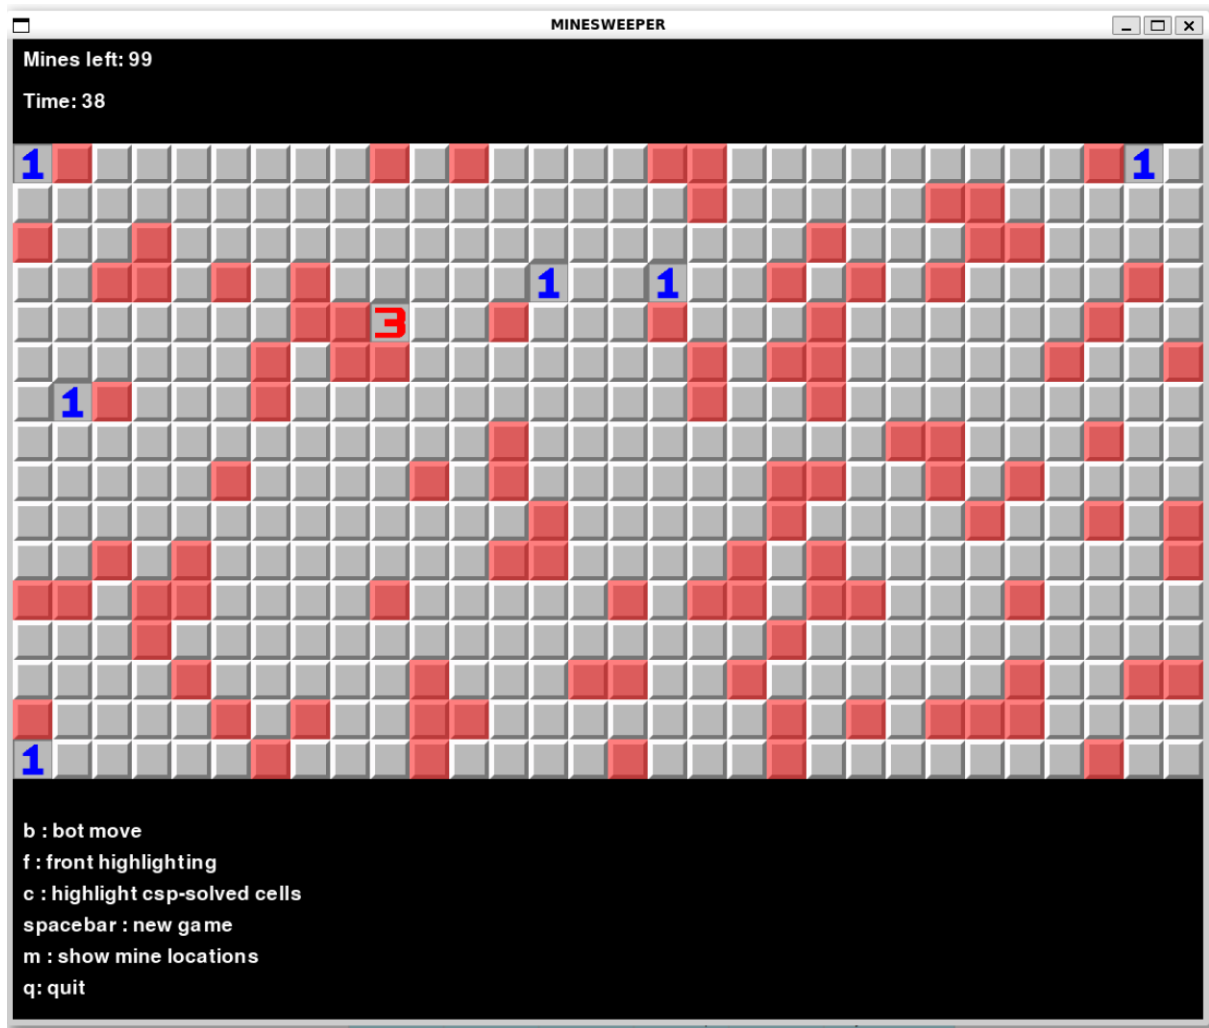 MINESWEEPER
Mines left: 99
Time: 38
1 1
1 1
3
1
1
b : bot move
f : front highlighting
c : highlight csp-solved cells
spacebar : new game
m : show mine locations
q: quit